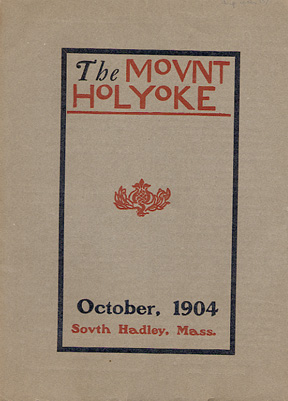 The MOVNT
HOLYOKE
October, 1904
Sovth Hadley, Mass.